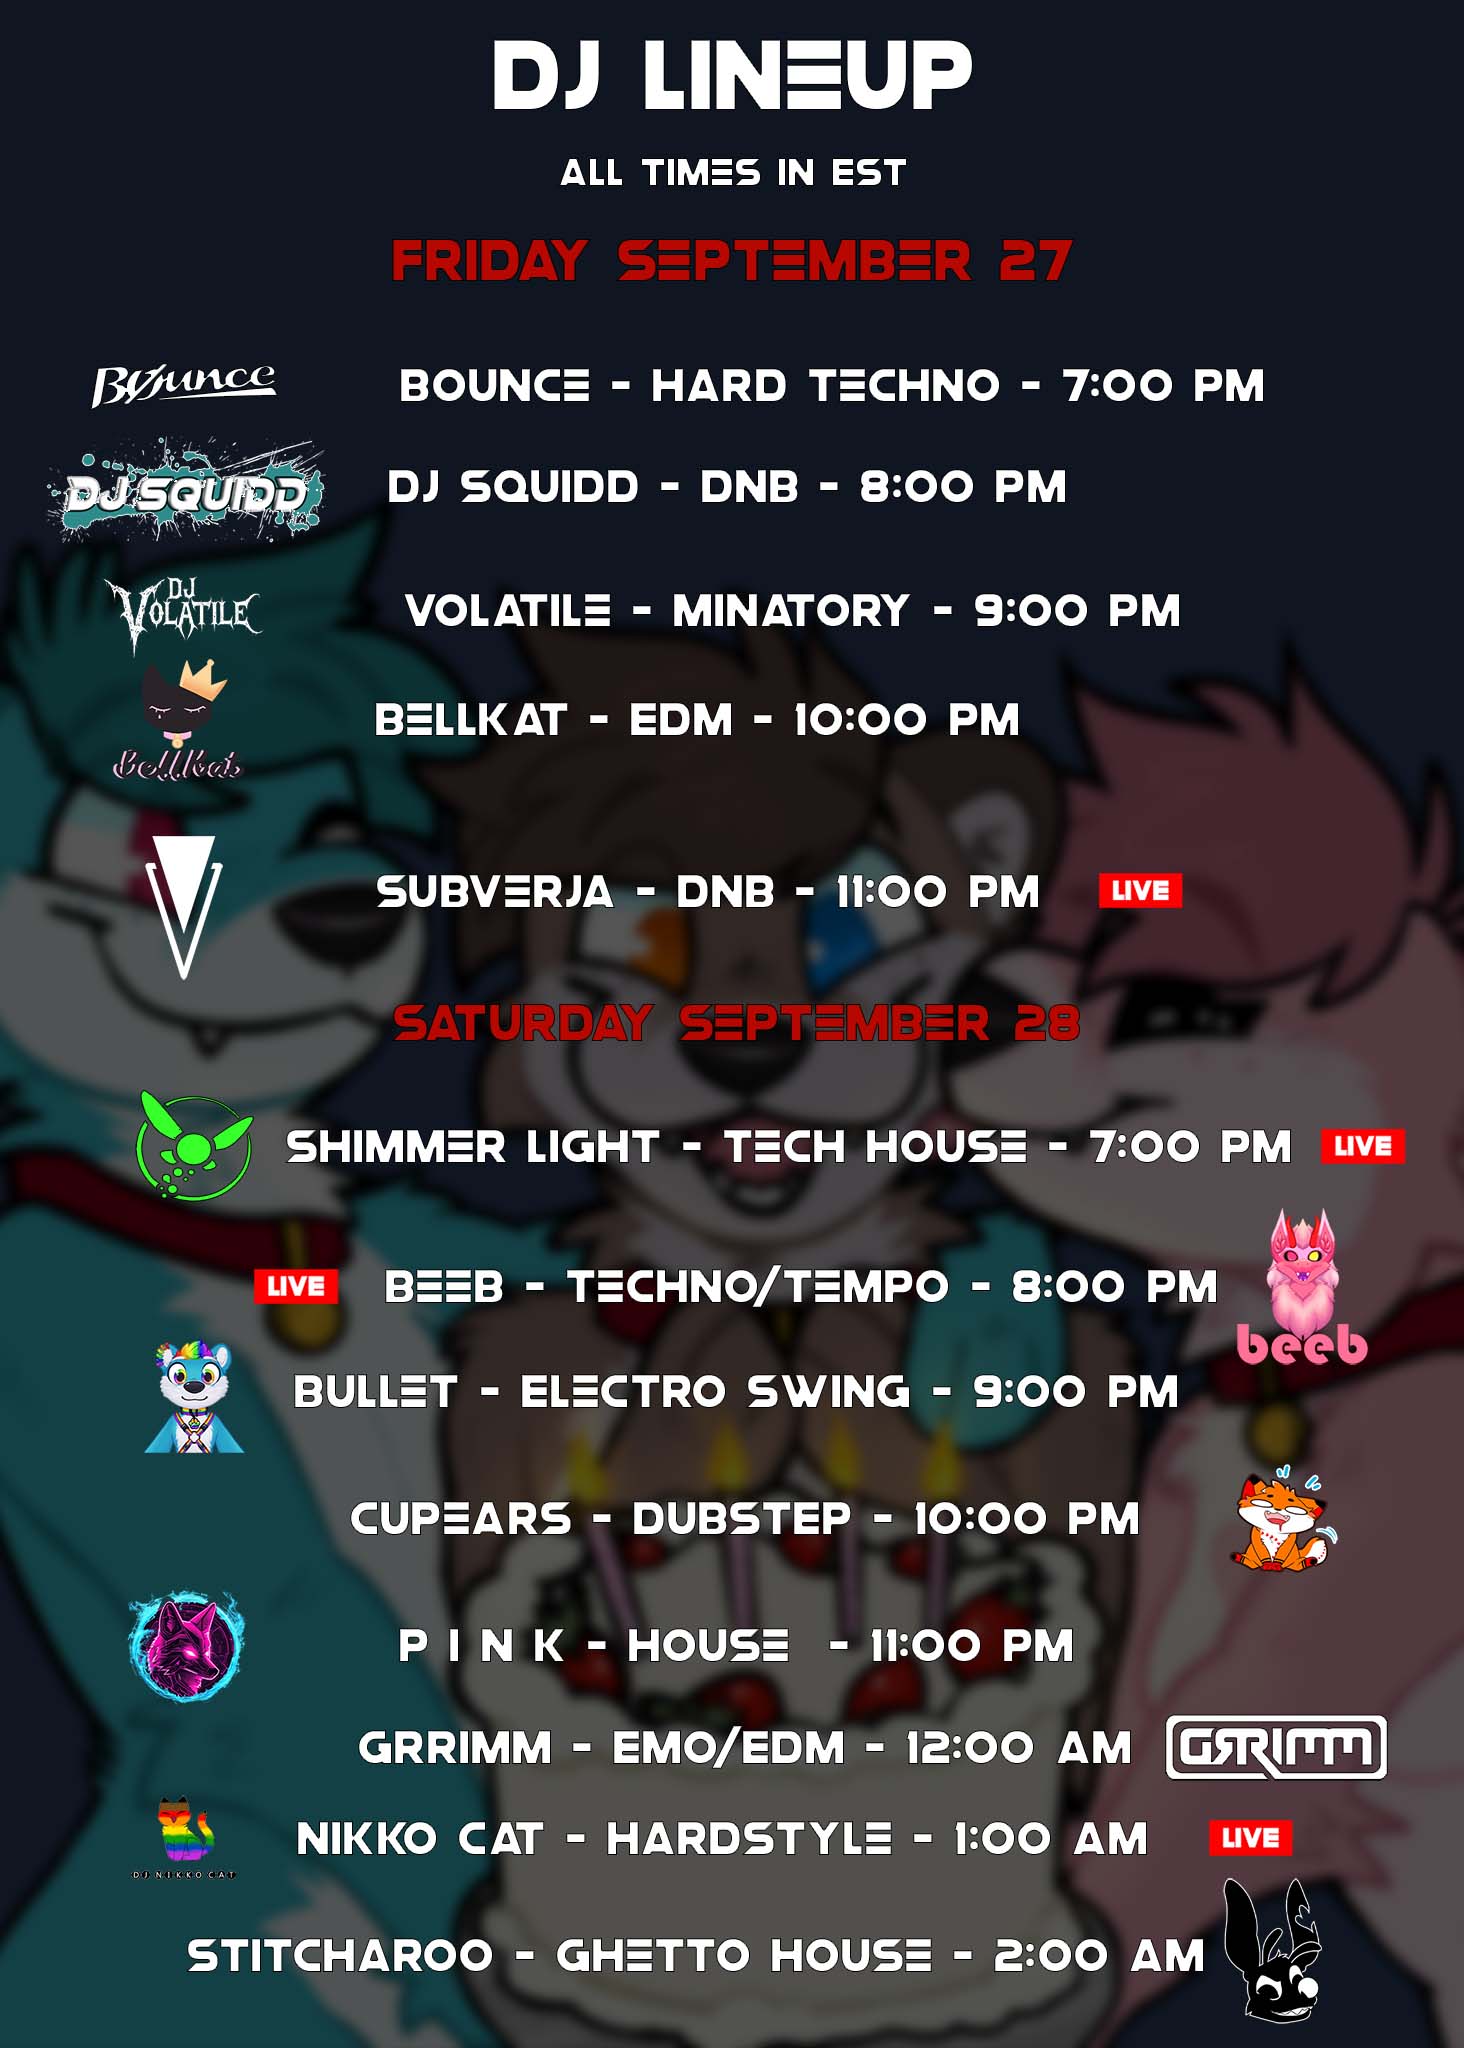 DJ LINEUP
ALL TIMES IN EST
FRIDAY SEPTEMBER 27
Bounce
BOUNCE - HARD TECHNO - 7:00 PM
DJ SQUIDD
DJ SQUIDD - DNB - 8:00 PM
DJ
VOLATILE
VOLATILE - MINATORY - 9:00 PM
BELLKAT - EDM - 10:00 PM
Bellkat
SUBVERJA - DNB - 11:00 PM LIVE
SATURDAY SEPTEMBER 28
SHIMMER LIGHT - TECH HOUSE - 7:00 PM LIVE
LIVE BEEB - TECHNO/TEMPO - 8:00 PM
beeb
BULLET - ELECTRO SWING - 9:00 PM
CUPEARS - DUBSTEP - 10:00 PM
P I N K - HOUSE - 11:00 PM
GRRIMM - EMO/EDM - 12:00 AM GRRIMM
NIKKO CAT - HARDSTYLE - 1:00 AM LIVE
DJ NIKKO CAT
STITCHAROO - GHETTO HOUSE - 2:00 AM